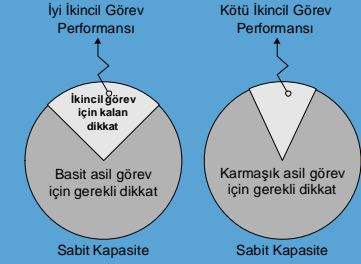 İyi İkincil Görev
Performansı
İkincil görev
için kalan
dikkat
Basit asil görev
için gerekli dikkat
Sabit Kapasite
Kötü İkincil Görev
Performansı
Karmaşık asil görev
için gerekli dikkat
Sabit Kapasite